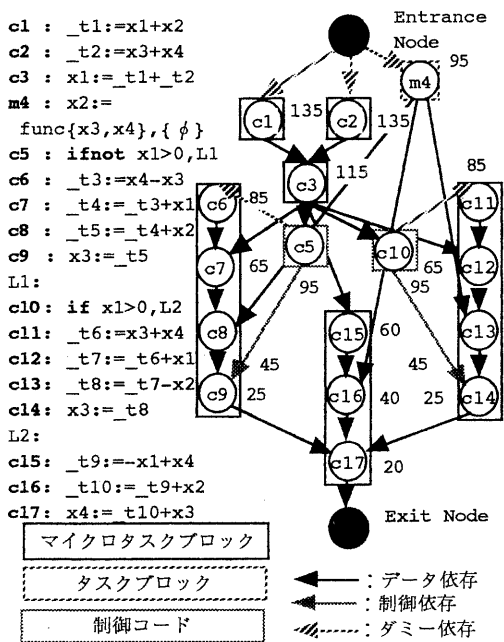 c1 : _t1:=x1+x2
c2 : _t2:=x3+x4
c3 : x1:=_t1+_t2
m4 : x2:=
func{x3,x4},{ϕ}
c5 : ifnot x1>0,L1
c6 : _t3:=x4-x3
c7 : _t4:=_t3+x1
c8 : _t5:=_t4+x2
c9 : x3:=_t5
L1:
c10: if x1>0,L2
c11: _t6:=x3+x4
c12: _t7:=_t6+x1
c13: _t8:=_t7-x2
c14: x3:=_t8
L2:
c15: _t9:=-x1+x4
c16: _t10:=_t9+x2
c17: x4:=_t10+x3
マイクロタスクブロック
タスクブロック
制御コード
Entrance
Node
95
m4
c1
135
c2
135
c3
115
85
c6
85
c11
c5
c10
c7
65
95
95
65
c12
c8
c15
60
c13
45
45
c9
25
c16
40
25
c14
c17
20
Exit Node
: データ依存
: 制御依存
: ダミー依存